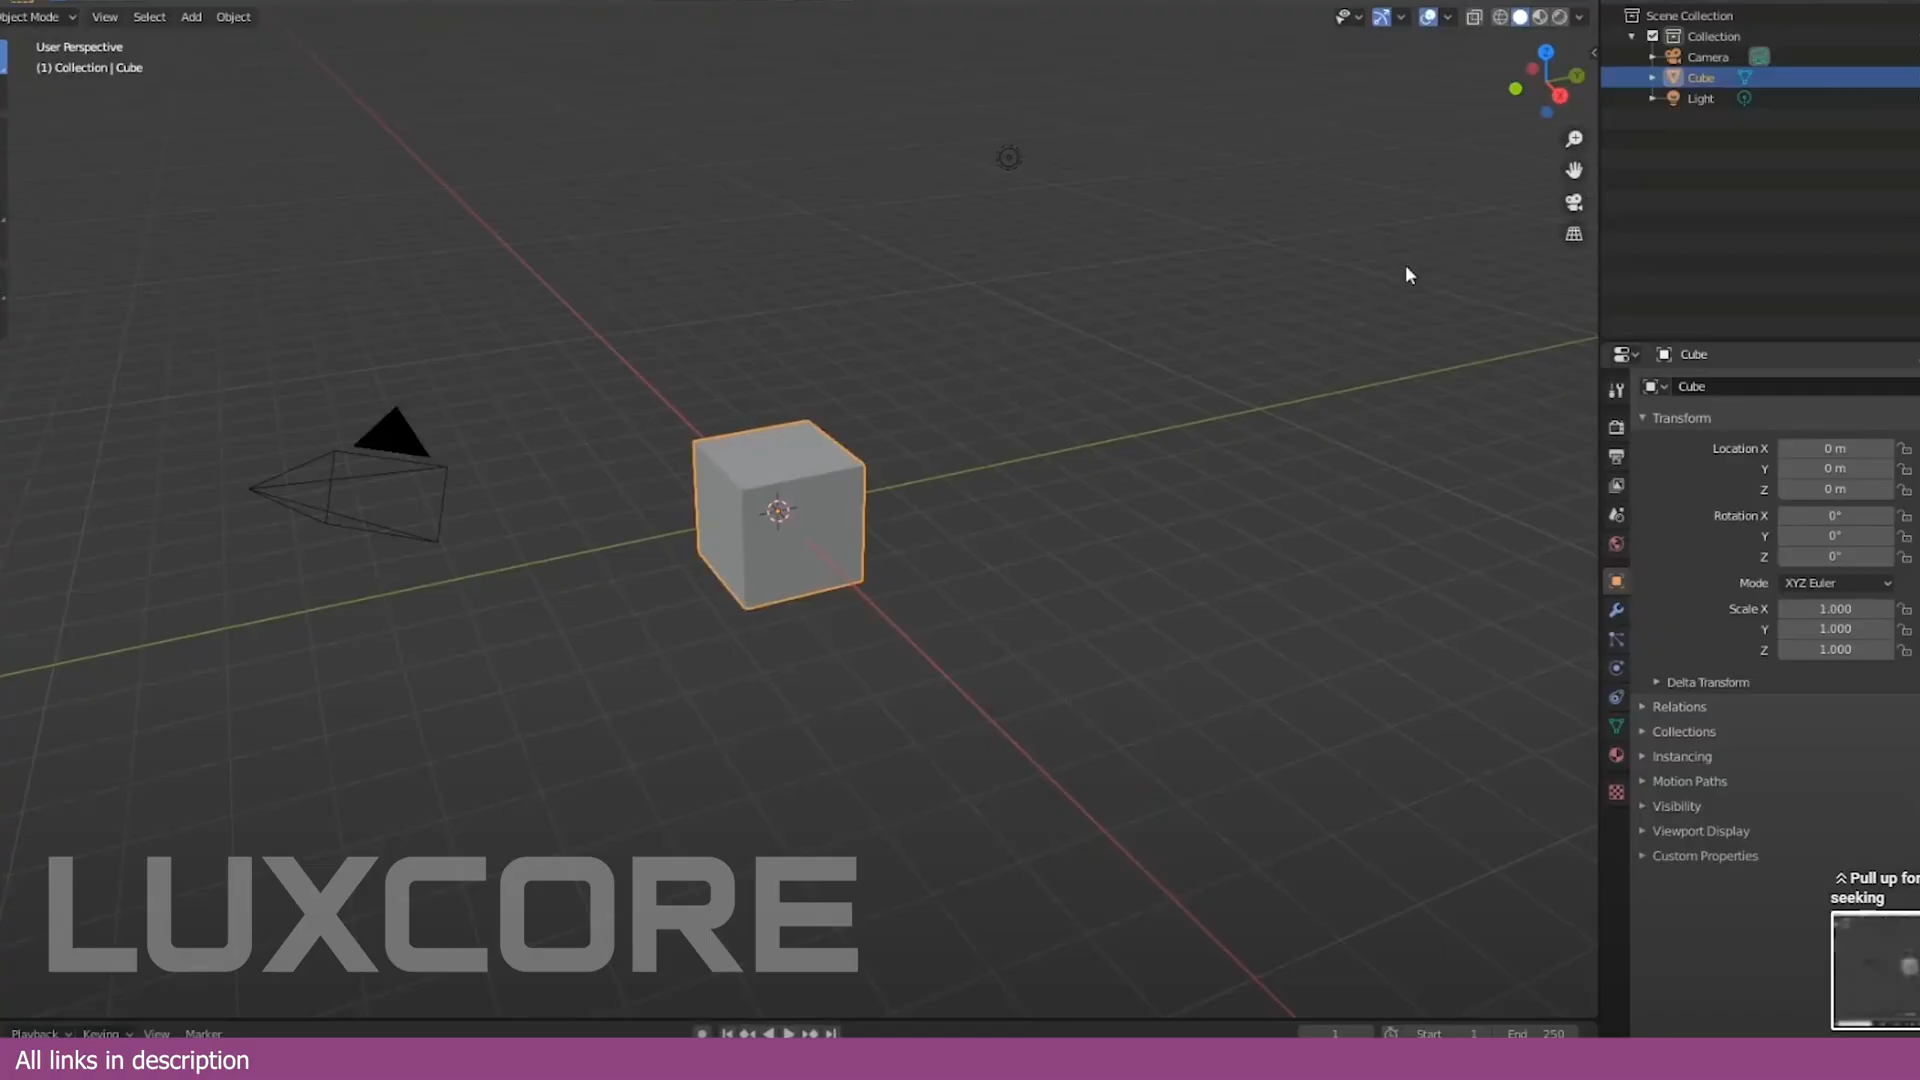 Object Mode View Select Add Object
User Perspective
(1) Collection | Cube
Scene Collection
Collection
Camera
Cube
Light
Z
Y
X
Cube
Cube
Transform
Location X 0 m
Y 0 m
Z 0 m
Rotation X 0°
Y 0°
Z 0°
Mode XYZ Euler
Scale X 1.000
Y 1.000
Z 1.000
Delta Transform
Relations
Collections
Instancing
Motion Paths
Visibility
Viewport Display
Custom Properties
Pull up for
seeking
LUXCORE
Playback Keying View Marker 1 Start 1 End 250
All links in description